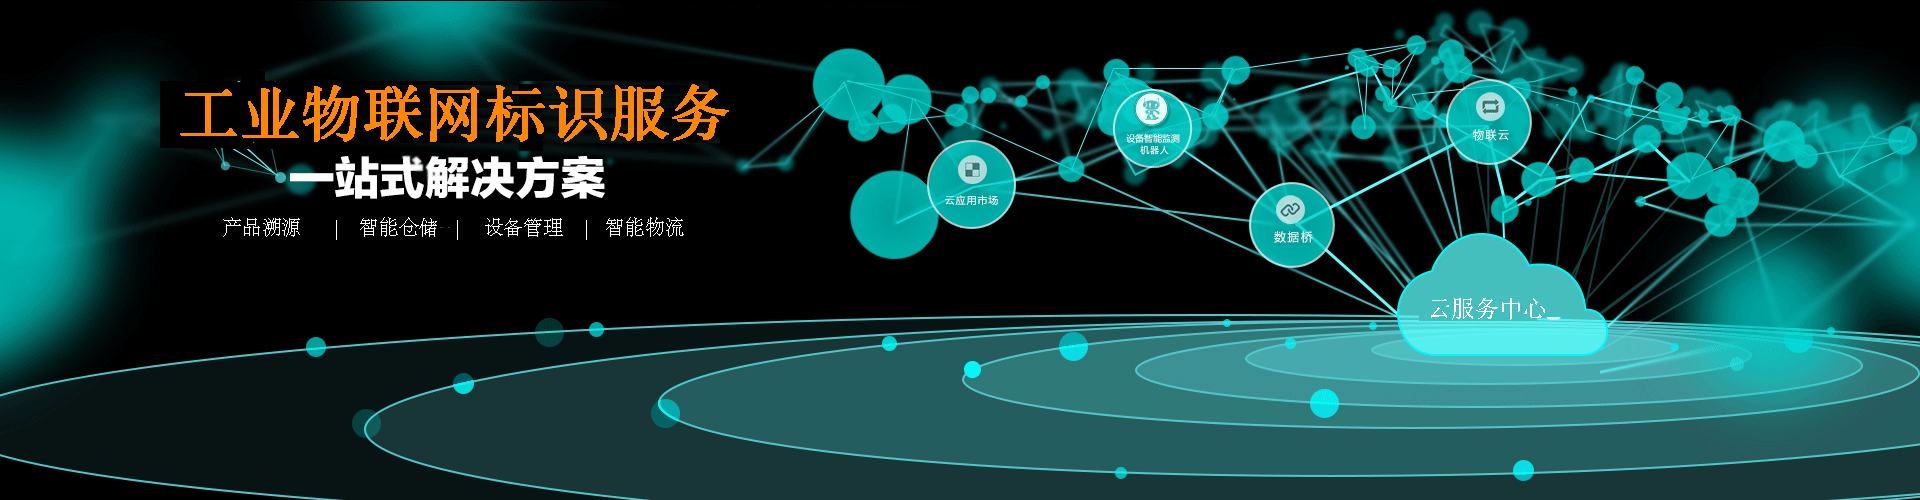 工业物联网标识服务
一站式解决方案
产品溯源 | 智能仓储 | 设备管理 | 智能物流
云应用市场
设备智能监测
机器人
数据桥
物联云
云服务中心